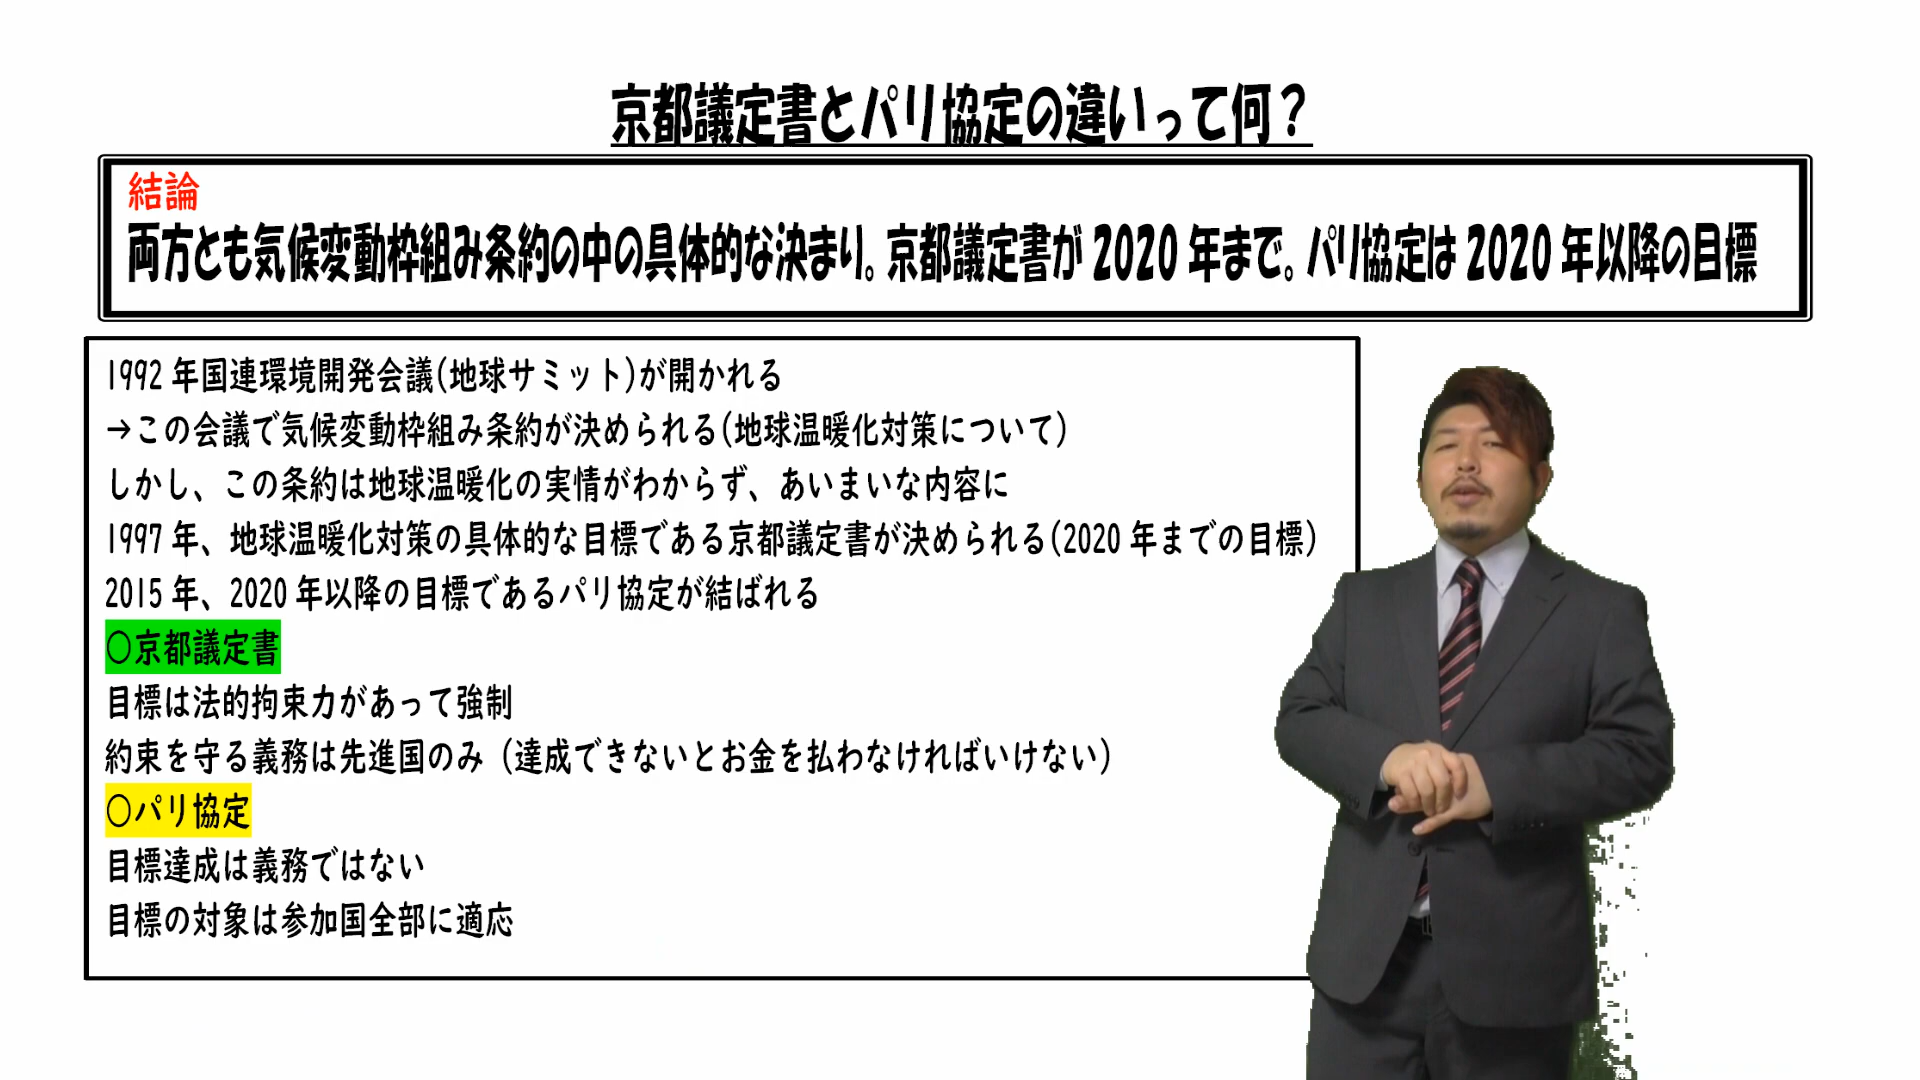 京都議定書とパリ協定の違いって何？
結論
両方とも気候変動枠組み条約の中の具体的な決まり。京都議定書が2020年まで。パリ協定は2020年以降の目標
1992年国連環境開発会議(地球サミット)が開かれる
→この会議で気候変動枠組み条約が決められる(地球温暖化対策について)
しかし、この条約は地球温暖化の実情がわからず、あいまいな内容に
1997年、地球温暖化対策の具体的な目標である京都議定書が決められる(2020年までの目標)
2015年、2020年以降の目標であるパリ協定が結ばれる
〇京都議定書
目標は法的拘束力があって強制
約束を守る義務は先進国のみ（達成できないとお金を払わなければいけない）
〇パリ協定
目標達成は義務ではない
目標の対象は参加国全部に適応